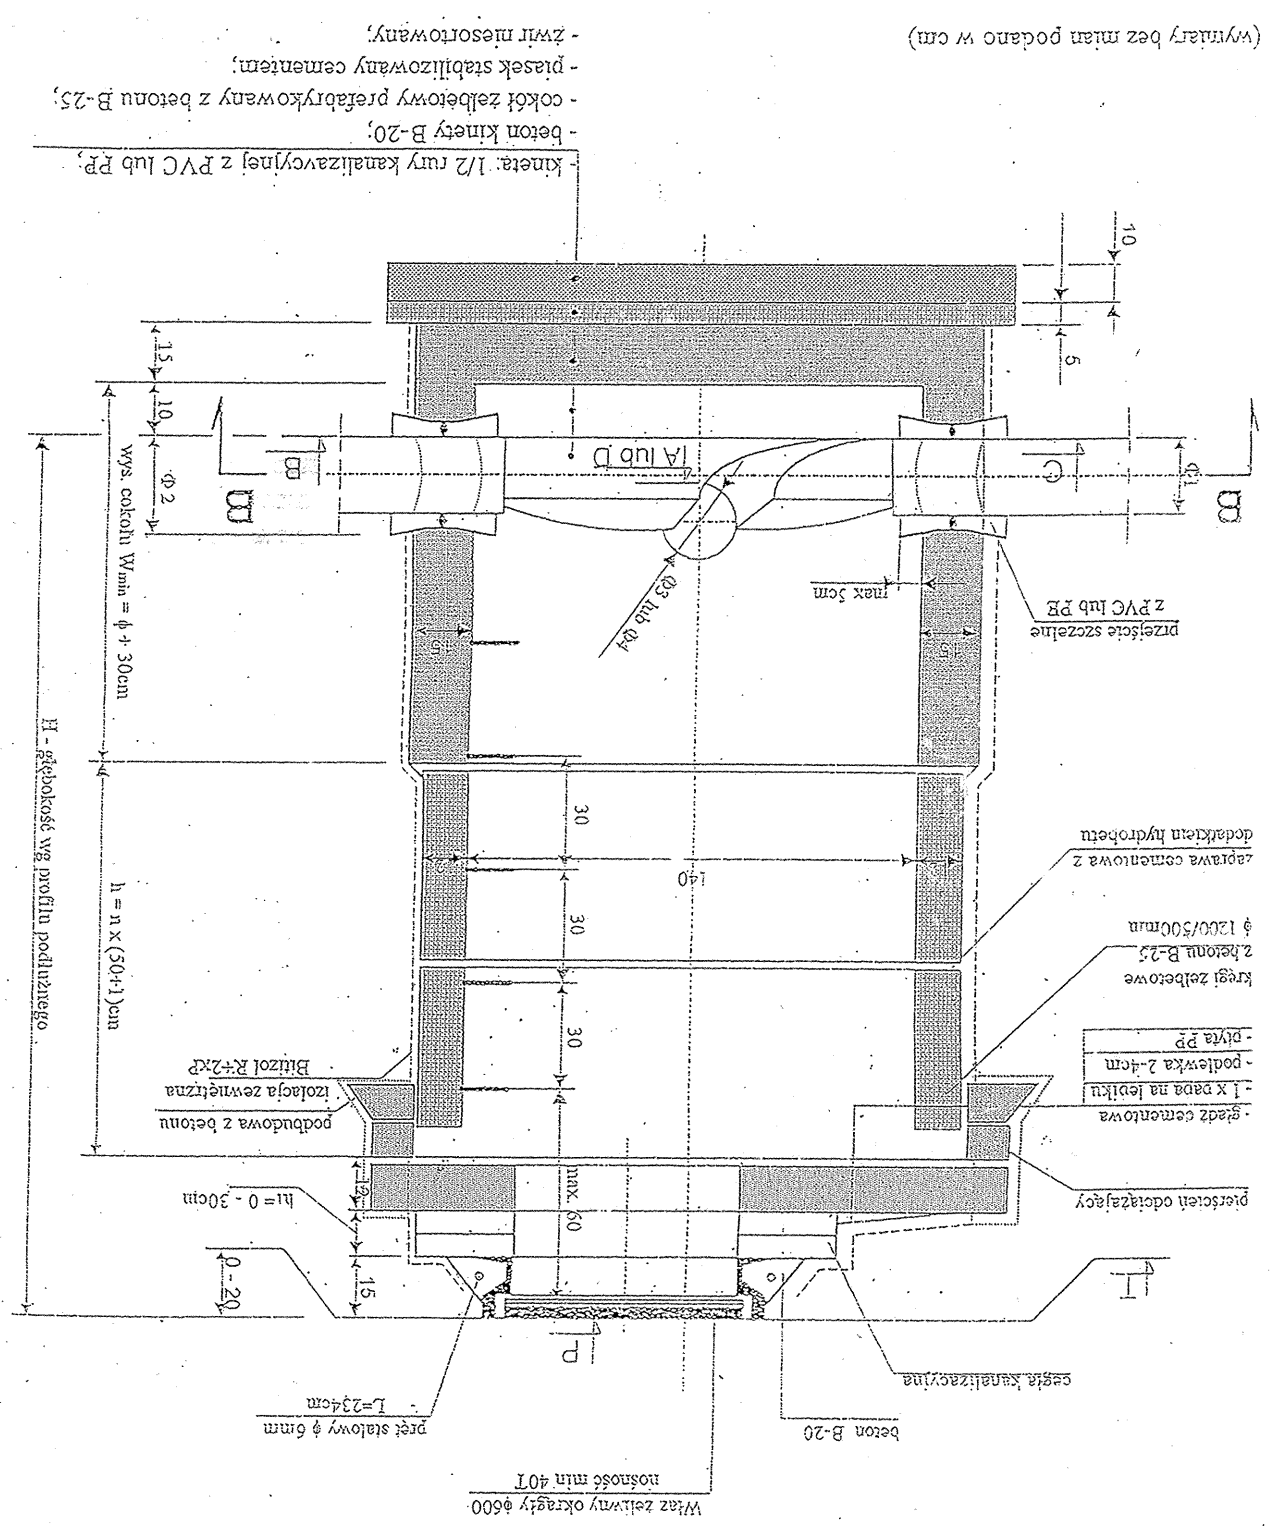 Właz żeliwny okrągły ϕ600
nośność min 40T
beton B-20
pręt stalowy ϕ 6mm
L=234cm
cegła kanalizacyjna
P
T
0 - 20
15
h₁= 0 - 30cm
max. 60
pierścień odciążający
podbudowa z betonu
izolacja zewnętrzna
Bitizol R+2xP
- gładź cementowa
- 1 x papa na lepiku
- podlewka 2-4cm
- płyta PP
kręgi żelbetowe
z betonu B-25
ϕ 1200/500mm
zaprawa cementowa z
dodatkiem hydrobetu
30
30
30
140
h = n x (50+1)cm
H - głębokość wg profilu podłużnego
wys. cokołu Wmin = ϕ + 30cm
15
15
przejście szczelne
z PVC lub PE
max 5cm
Φ3 lub Φ4
B
B
B
C
A lub D
Φ1
Φ2
10
15
5
10
- kineta: 1/2 rury kanalizavcyjnej z PVC lub PP;
- beton kinety B-20;
- cokół żelbetowy prefabrykowany z betonu B-25;
- piasek stabilizowany cementem;
- żwir niesortowany;
(wymiary bez mian podano w cm)